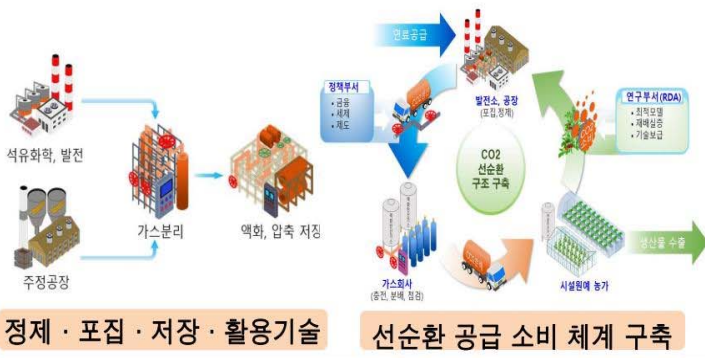 석유화학, 발전
주정공장
가스분리
액화, 압축 저장
정제 · 포집 · 저장 · 활용기술
연료공급
정책부서
• 금융
• 세제
• 제도
발전소, 공장
(포집,정제)
연구부서(RDA)
• 최적모델
• 재배실증
• 기술보급
CO2
선순환
구조 구축
가스회사
(충전, 분배, 점검)
시설원예 농가
생산물 수출
선순환 공급 소비 체계 구축